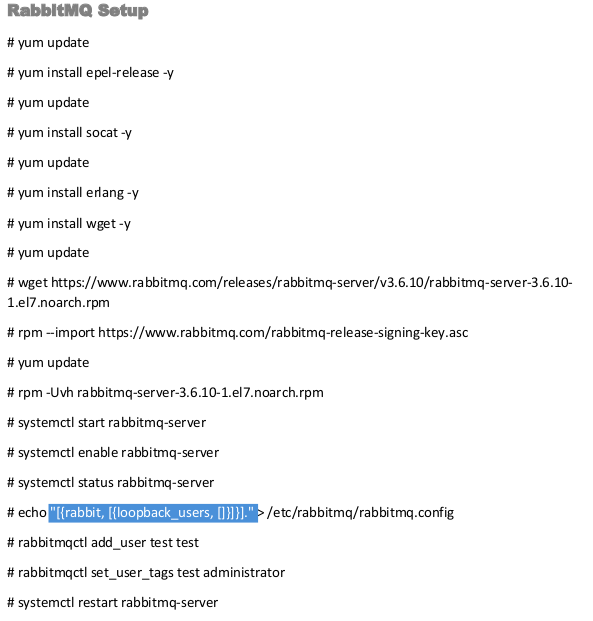 RabbitMQ Setup
# yum update
# yum install epel-release -y
# yum update
# yum install socat -y
# yum update
# yum install erlang -y
# yum install wget -y
# yum update
# wget https://www.rabbitmq.com/releases/rabbitmq-server/v3.6.10/rabbitmq-server-3.6.10-
1.el7.noarch.rpm
# rpm --import https://www.rabbitmq.com/rabbitmq-release-signing-key.asc
# yum update
# rpm -Uvh rabbitmq-server-3.6.10-1.el7.noarch.rpm
# systemctl start rabbitmq-server
# systemctl enable rabbitmq-server
# systemctl status rabbitmq-server
# echo "[{rabbit, [{loopback_users, []}]}]." > /etc/rabbitmq/rabbitmq.config
# rabbitmqctl add_user test test
# rabbitmqctl set_user_tags test administrator
# systemctl restart rabbitmq-server